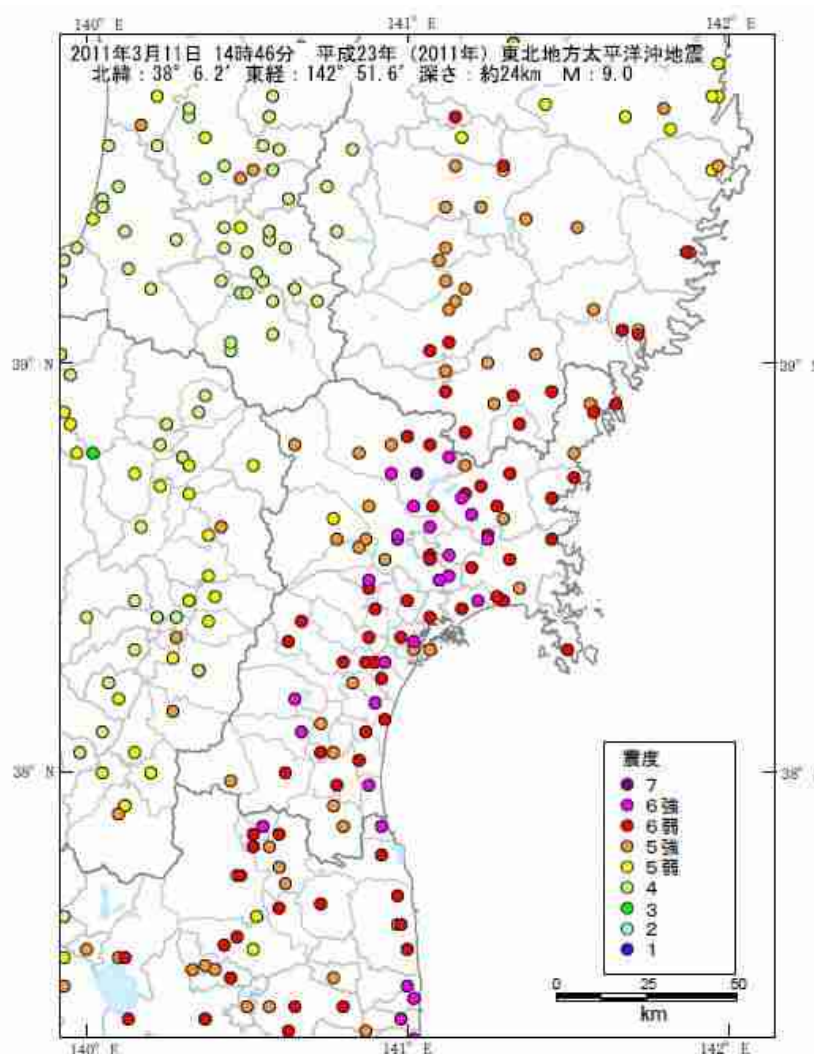 140° E
141° E
142° E
2011年3月11日 14時46分 平成23年 (2011年) 東北地方太平洋沖地震
北緯：38° 6.2′ 東経：142° 51.6′ 深さ：約24km M：9.0
39° N
39° N
38° N
38° N
震度
7
6強
6弱
5強
5弱
4
3
2
1
0
25
50
km
140° E
141° E
142° E